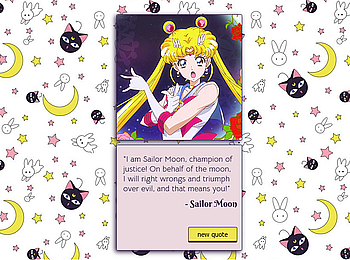 "I am Sailor Moon, champion of
justice! On behalf of the moon,
I will right wrongs and triumph
over evil, and that means you!"
- Sailor Moon
new quote